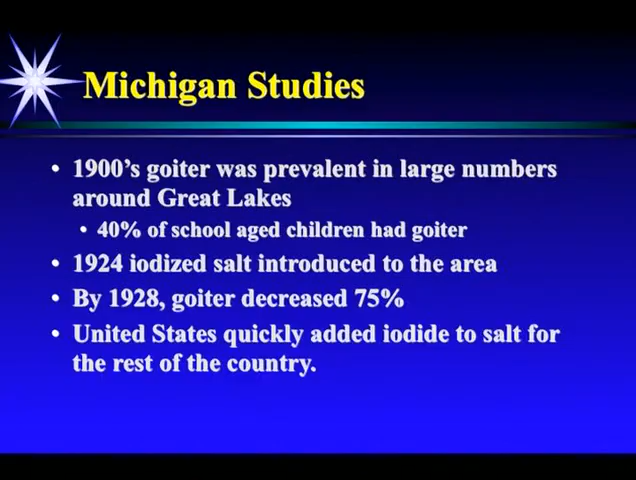 Michigan Studies
• 1900's goiter was prevalent in large numbers
around Great Lakes
• 40% of school aged children had goiter
• 1924 iodized salt introduced to the area
• By 1928, goiter decreased 75%
• United States quickly added iodide to salt for
the rest of the country.